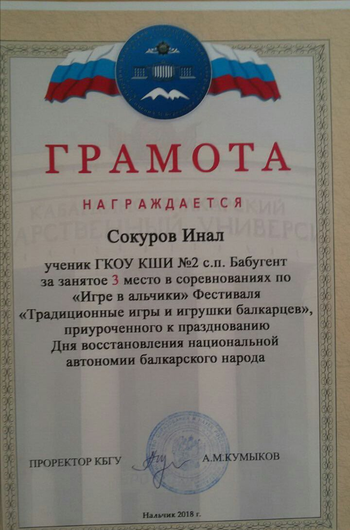 ГРАМОТА
НАГРАЖДАЕТСЯ
Сокуров Инал
ученик ГКОУ КШИ №2 с.п. Бабугент
за занятое 3 место в соревнованиях по
«Игре в альчики» Фестиваля
«Традиционные игры и игрушки балкарцев»,
приуроченного к празднованию
Дня восстановления национальной
автономии балкарского народа
ПРОРЕКТОР КБГУ А.М.КУМЫКОВ
Нальчик 2018 г.